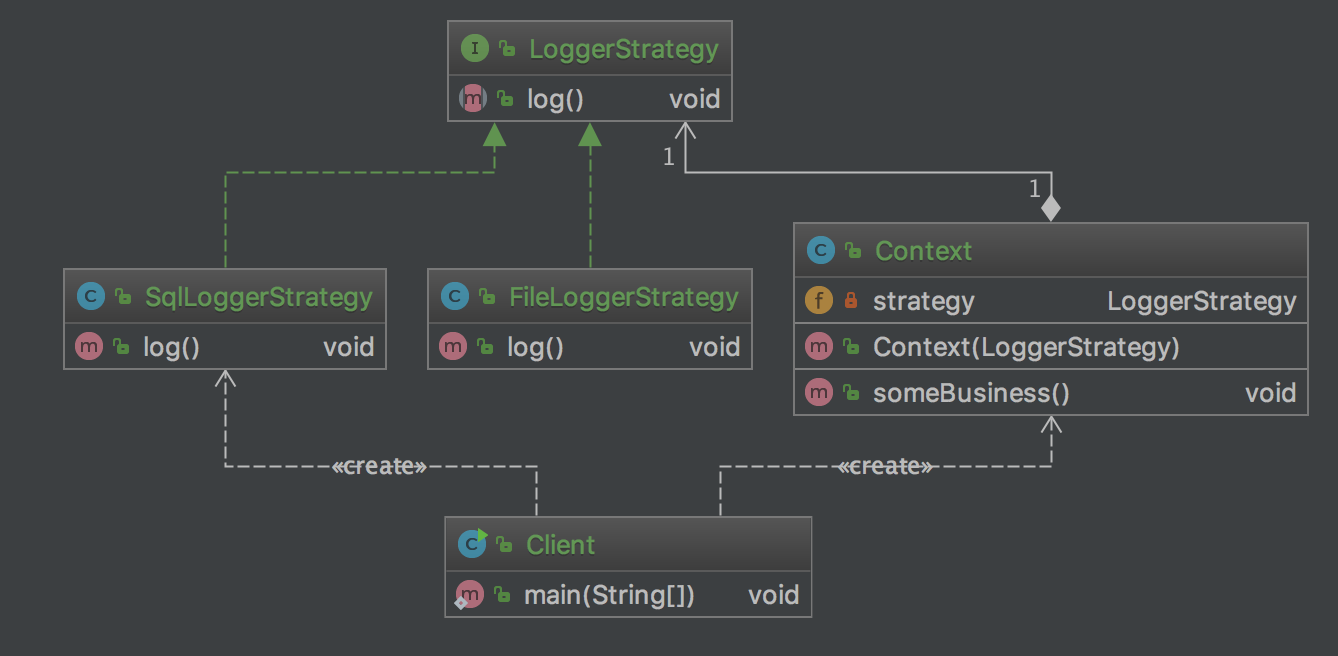 I LoggerStrategy
m log() void
1
1
C Context
f strategy LoggerStrategy
m Context(LoggerStrategy)
m someBusiness() void
C SqlLoggerStrategy
m log() void
C FileLoggerStrategy
m log() void
«create»
«create»
C Client
m main(String[]) void